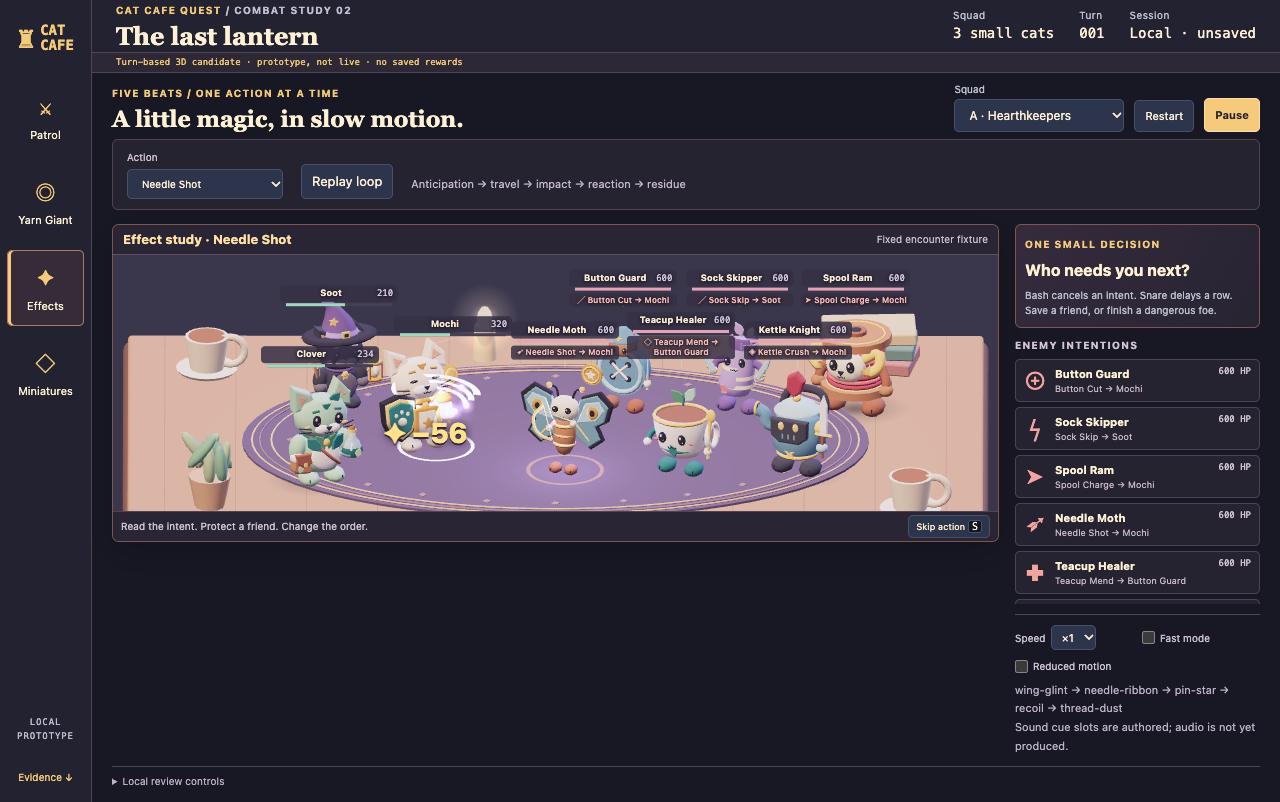 CAT
CAFE
Patrol
Yarn Giant
Effects
Miniatures
LOCAL
PROTOTYPE
Evidence ↓
CAT CAFE QUEST / COMBAT STUDY 02
The last lantern
Squad
3 small cats
Turn
001
Session
Local · unsaved
Turn-based 3D candidate · prototype, not live · no saved rewards
FIVE BEATS / ONE ACTION AT A TIME
A little magic, in slow motion.
Squad
A · Hearthkeepers
Restart
Pause
Action
Needle Shot
Replay loop
Anticipation → travel → impact → reaction → residue
Effect study · Needle Shot
Fixed encounter fixture
Button Guard 600
Button Cut → Mochi
Sock Skipper 600
Sock Skip → Soot
Spool Ram 600
Spool Charge → Mochi
Soot 210
Mochi 320
Clover 234
Needle Moth 600
Needle Shot → Mochi
Teacup Healer 600
Teacup Mend →
Button Guard
Kettle Knight 600
Kettle Crush → Mochi
-56
Read the intent. Protect a friend. Change the order.
Skip action S
ONE SMALL DECISION
Who needs you next?
Bash cancels an intent. Snare delays a row.
Save a friend, or finish a dangerous foe.
ENEMY INTENTIONS
Button Guard 600 HP
Button Cut → Mochi
Sock Skipper 600 HP
Sock Skip → Soot
Spool Ram 600 HP
Spool Charge → Mochi
Needle Moth 600 HP
Needle Shot → Mochi
Teacup Healer 600 HP
Teacup Mend → Button Guard
Speed ×1 Fast mode
Reduced motion
wing-glint → needle-ribbon → pin-star →
recoil → thread-dust
Sound cue slots are authored; audio is not yet
produced.
Local review controls